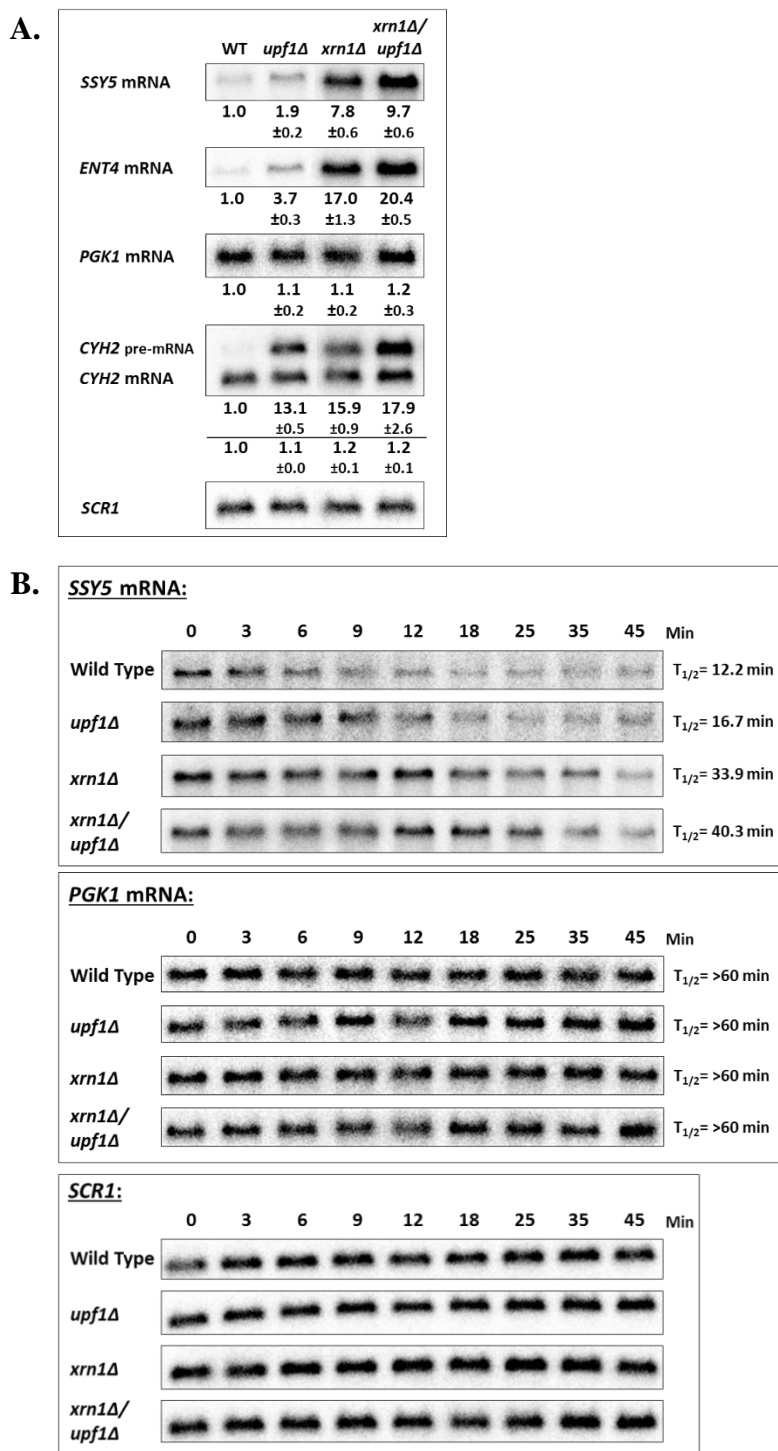 A.
WT upf1Δ xrn1Δ xrn1Δ/upf1Δ
SSY5 mRNA
1.0 1.9 7.8 9.7
±0.2 ±0.6 ±0.6
ENT4 mRNA
1.0 3.7 17.0 20.4
±0.3 ±1.3 ±0.5
PGK1 mRNA
1.0 1.1 1.1 1.2
±0.2 ±0.2 ±0.3
CYH2 pre-mRNA
CYH2 mRNA
1.0 13.1 15.9 17.9
±0.5 ±0.9 ±2.6
1.0 1.1 1.2 1.2
±0.0 ±0.1 ±0.1
SCR1
B.
SSY5 mRNA:
0 3 6 9 12 18 25 35 45 Min
Wild Type T1/2= 12.2 min
upf1Δ T1/2= 16.7 min
xrn1Δ T1/2= 33.9 min
xrn1Δ/
upf1Δ T1/2= 40.3 min
PGK1 mRNA:
0 3 6 9 12 18 25 35 45 Min
Wild Type T1/2= >60 min
upf1Δ T1/2= >60 min
xrn1Δ T1/2= >60 min
xrn1Δ/
upf1Δ T1/2= >60 min
SCR1:
0 3 6 9 12 18 25 35 45 Min
Wild Type
upf1Δ
xrn1Δ
xrn1Δ/
upf1Δ